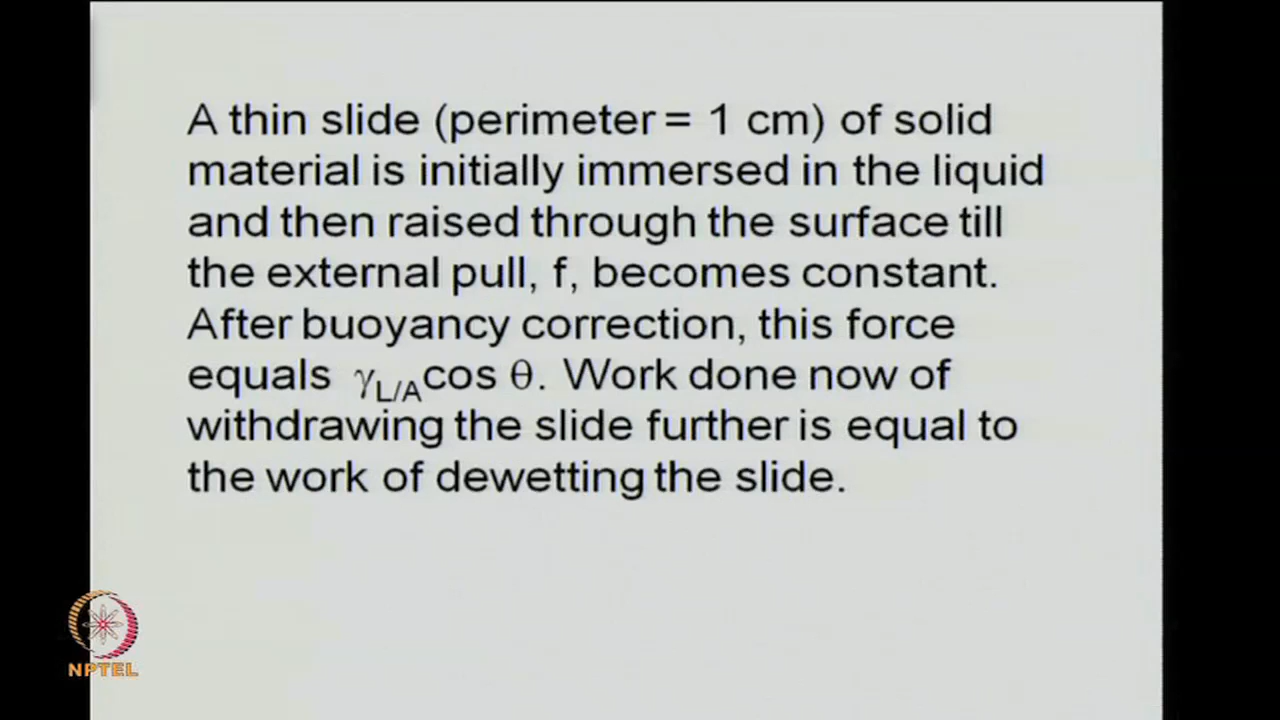 A thin slide (perimeter = 1 cm) of solid
material is initially immersed in the liquid
and then raised through the surface till
the external pull, f, becomes constant.
After buoyancy correction, this force
equals γL/Acos θ. Work done now of
withdrawing the slide further is equal to
the work of dewetting the slide.
NPTEL